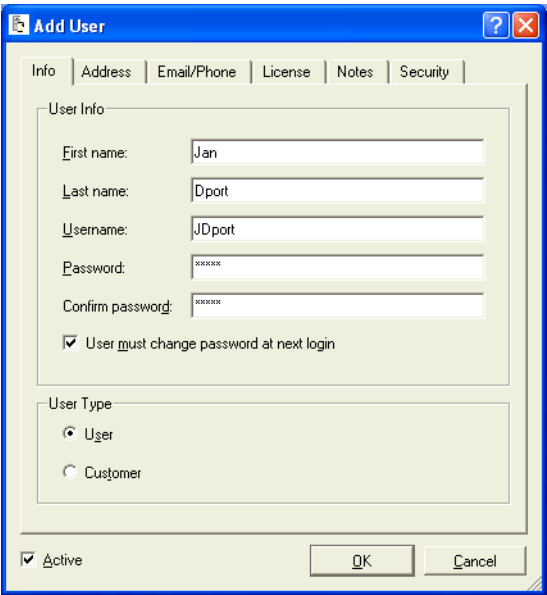 Add User
Info Address Email/Phone License Notes Security
User Info
First name: Jan
Last name: Dport
Username: JDport
Password: *****
Confirm password: *****
User must change password at next login
User Type
User
Customer
Active OK Cancel